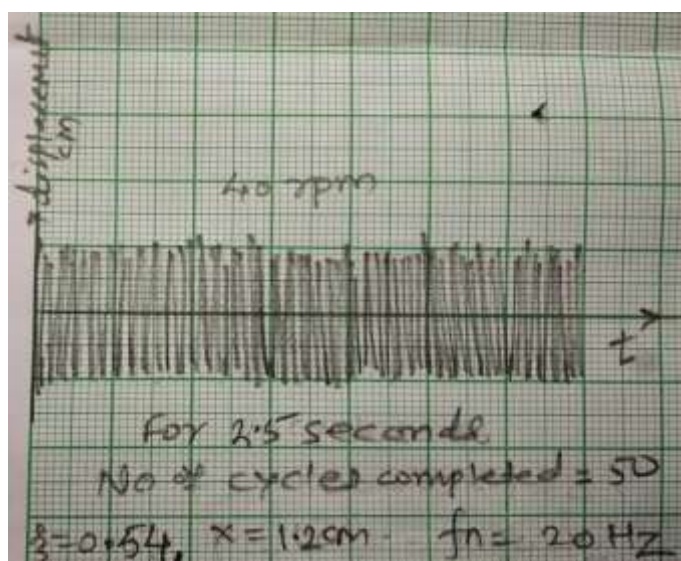 displacement
cm
40 rpm
t
For 2.5 seconds
No of cycles completed = 50
ξ=0.54, x=1.2cm fn= 20 Hz